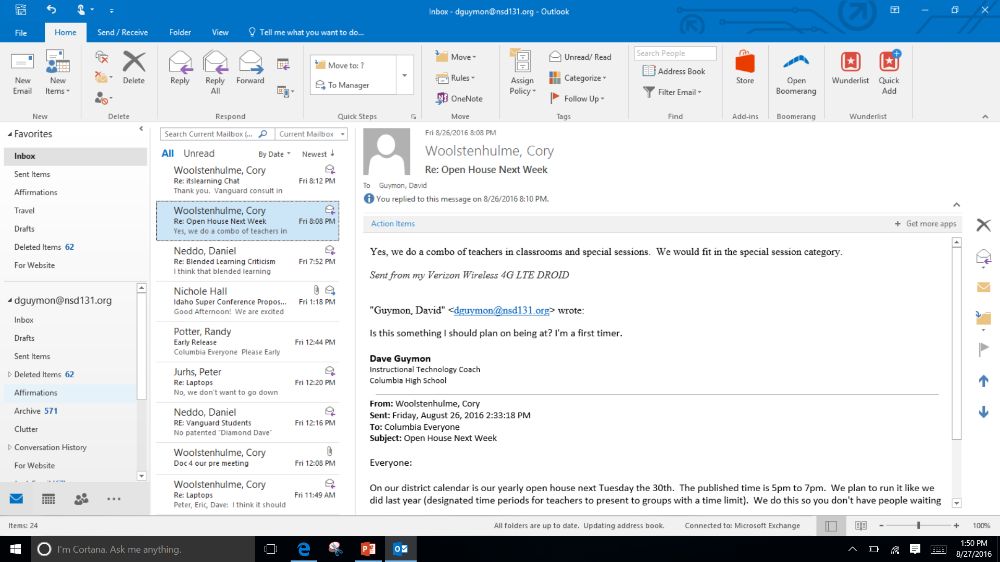 Inbox - dguymon@nsd131.org - Outlook
File
Home
Send / Receive
Folder
View
Tell me what you want to do...
New Email
New Items
New
Delete
Delete
Reply
Reply All
Forward
Respond
Move to: ?
To Manager
Quick Steps
Move
Rules
OneNote
Move
Assign Policy
Unread/ Read
Categorize
Follow Up
Tags
Search People
Address Book
Filter Email
Find
Store
Add-ins
Open Boomerang
Boomerang
Wunderlist
Quick Add
Wunderlist
Favorites
Inbox
Sent Items
Affirmations
Travel
Drafts
Deleted Items 62
For Website
dguymon@nsd131.org
Inbox
Drafts
Sent Items
Deleted Items 62
Affirmations
Archive 571
Clutter
Conversation History
For Website
Search Current Mailbox (...
Current Mailbox
All
Unread
By Date
Newest
Woolstenhulme, Cory
Re: itslearning Chat Fri 8:12 PM
Thank you. Vanguard consult in
Woolstenhulme, Cory
Re: Open House Next Week Fri 8:08 PM
Yes, we do a combo of teachers in
Neddo, Daniel
Re: Blended Learning Criticism Fri 7:52 PM
I think that blended learning
Nichole Hall
Idaho Super Conference Propos... Fri 1:18 PM
Good Afternoon! We are excited
Potter, Randy
Early Release Fri 12:44 PM
Columbia Everyone Please Early
Jurhs, Peter
Re: Laptops Fri 12:20 PM
No, we don't want to go down
Neddo, Daniel
RE: Vanguard Students Fri 12:16 PM
No patented "Diamond Dave"
Woolstenhulme, Cory
Doc 4 our pre meeting Fri 12:08 PM
Woolstenhulme, Cory
Re: Laptops Fri 11:49 AM
Peter, Eric, Dave: I think it should
Fri 8/26/2016 8:08 PM
Woolstenhulme, Cory
Re: Open House Next Week
To Guymon, David
You replied to this message on 8/26/2016 8:10 PM.
Action Items
+ Get more apps
Yes, we do a combo of teachers in classrooms and special sessions. We would fit in the special session category.
Sent from my Verizon Wireless 4G LTE DROID
"Guymon, David" <dguymon@nsd131.org> wrote:
Is this something I should plan on being at? I'm a first timer.
Dave Guymon
Instructional Technology Coach
Columbia High School
From: Woolstenhulme, Cory
Sent: Friday, August 26, 2016 2:33:18 PM
To: Columbia Everyone
Subject: Open House Next Week
Everyone:
On our district calendar is our yearly open house next Tuesday the 30th. The published time is 5pm to 7pm. We plan to run it like we
did last year (designated time periods for teachers to present to groups with a time limit). We do this so you don't have people waiting
Items: 24
All folders are up to date. Updating address book.
Connected to: Microsoft Exchange
100%
I'm Cortana. Ask me anything.
1:50 PM
8/27/2016